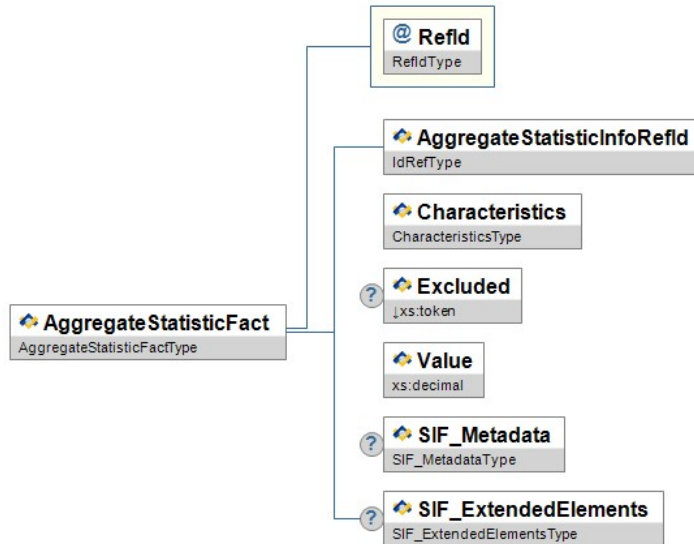 @ RefId
RefIdType
AggregateStatisticInfoRefId
IdRefType
Characteristics
CharacteristicsType
? Excluded
↓xs:token
AggregateStatisticFact
AggregateStatisticFactType
Value
xs:decimal
? SIF_Metadata
SIF_MetadataType
? SIF_ExtendedElements
SIF_ExtendedElementsType